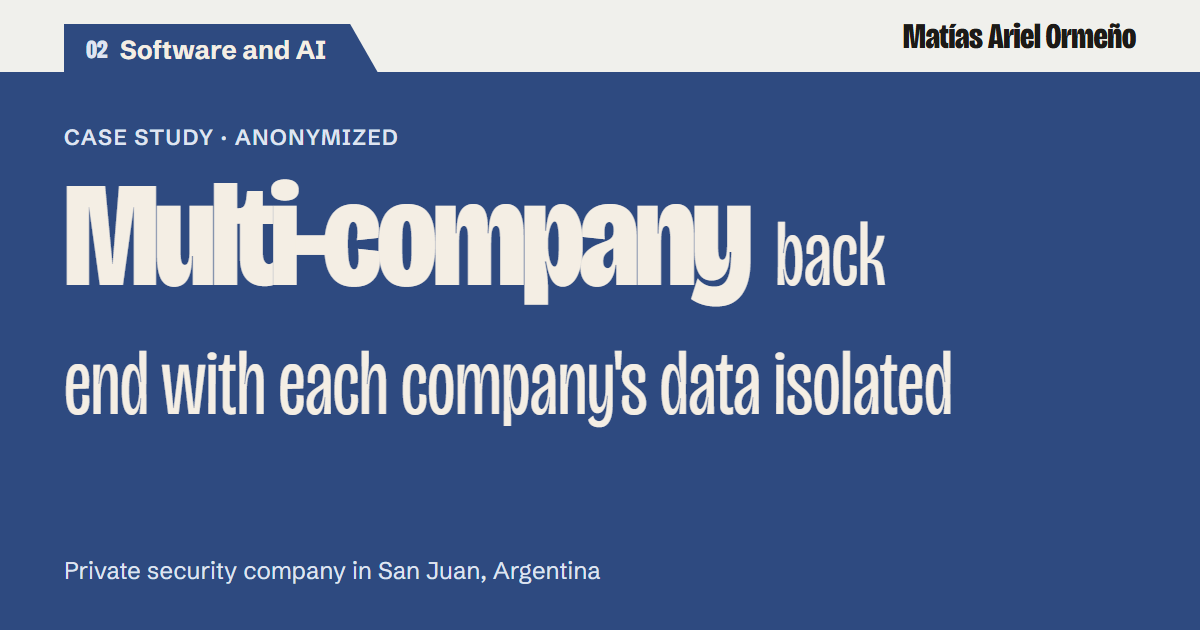 02 Software and AI
Matías Ariel Ormeño
CASE STUDY · ANONYMIZED
Multi-company back
end with each company's data isolated
Private security company in San Juan, Argentina